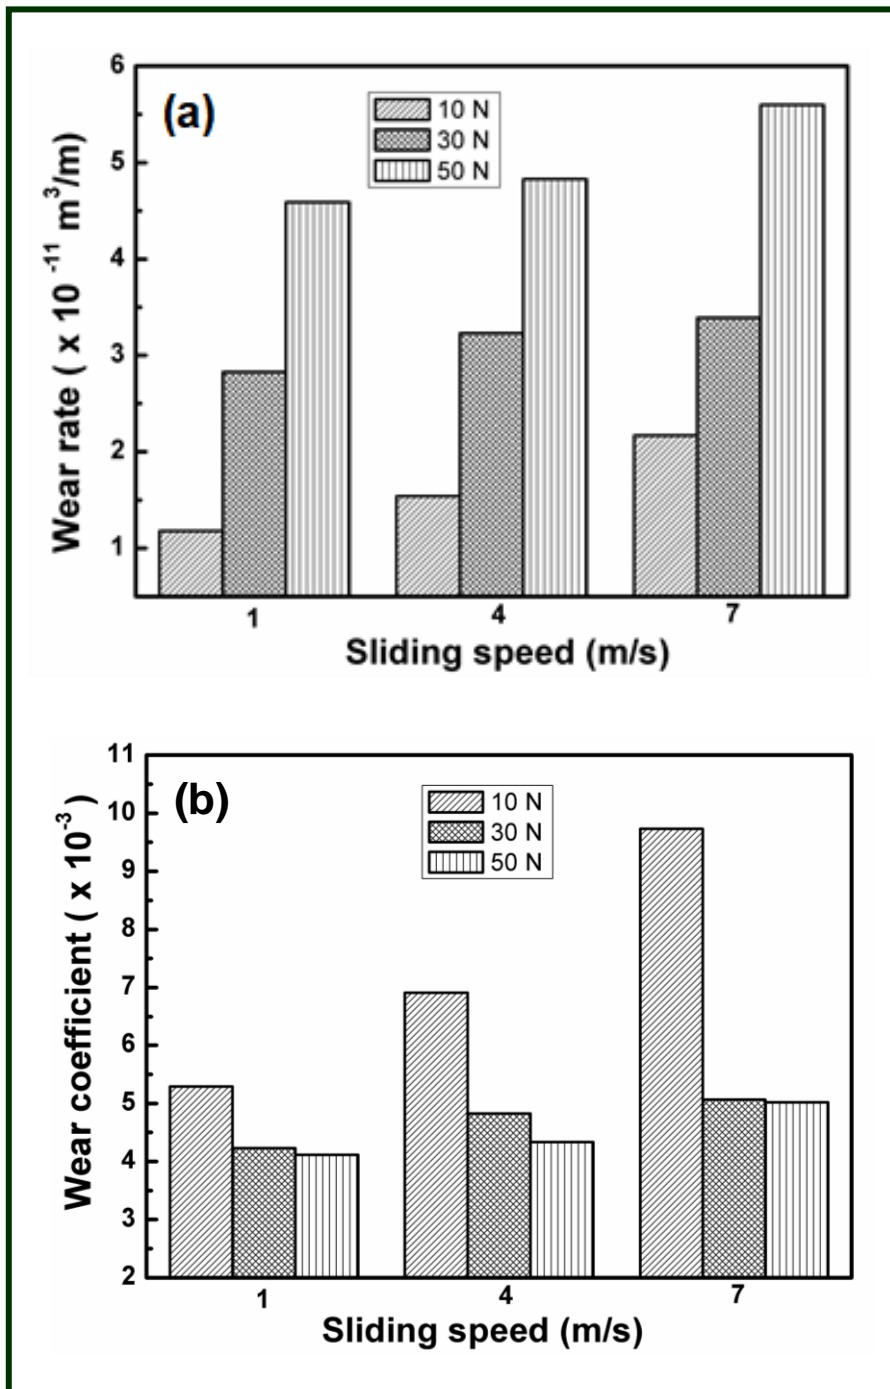 (a)
10 N
30 N
50 N
6
5
4
3
2
1
Wear rate ( x 10 -11 m3/m)
1 4 7
Sliding speed (m/s)
(b)
10 N
30 N
50 N
11
10
9
8
7
6
5
4
3
2
Wear coefficient ( x 10-3)
1 4 7
Sliding speed (m/s)